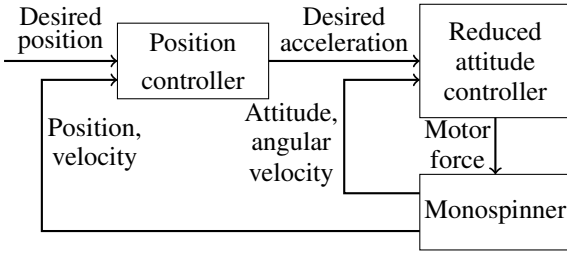 Desired
position
Position
controller
Desired
acceleration
Reduced
attitude
controller
Position,
velocity
Attitude,
angular
velocity
Motor
force
Monospinner